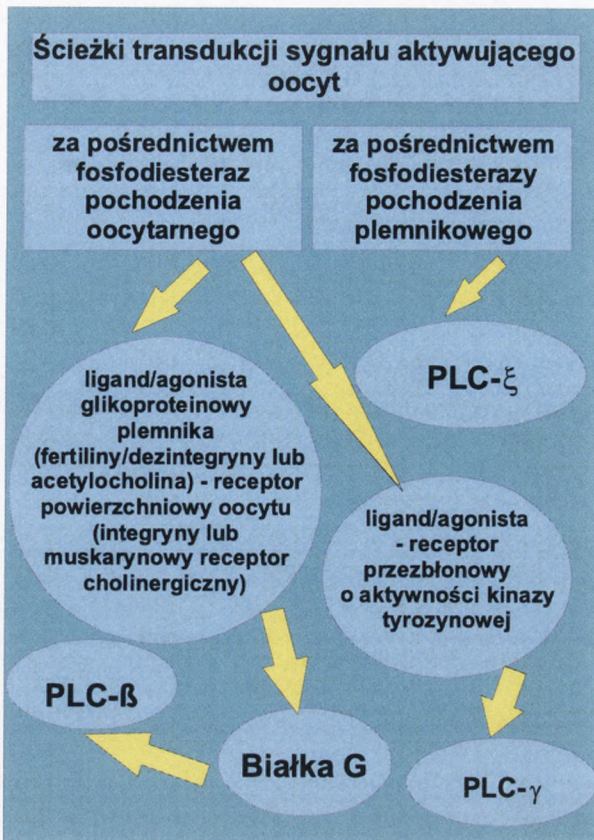 Ścieżki transdukcji sygnału aktywującego
oocyt
za pośrednictwem
fosfodiesteraz
pochodzenia
oocytarnego
za pośrednictwem
fosfodiesterazy
pochodzenia
plemnikowego
PLC-ξ
ligand/agonista
glikoproteinowy
plemnika
(fertiliny/dezintegryny lub
acetylocholina) - receptor
powierzchniowy oocytu
(integryny lub
muskarynowy receptor
cholinergiczny)
ligand/agonista
- receptor
przezbłonowy
o aktywności kinazy
tyrozynowej
PLC-ß
Białka G
PLC-γ